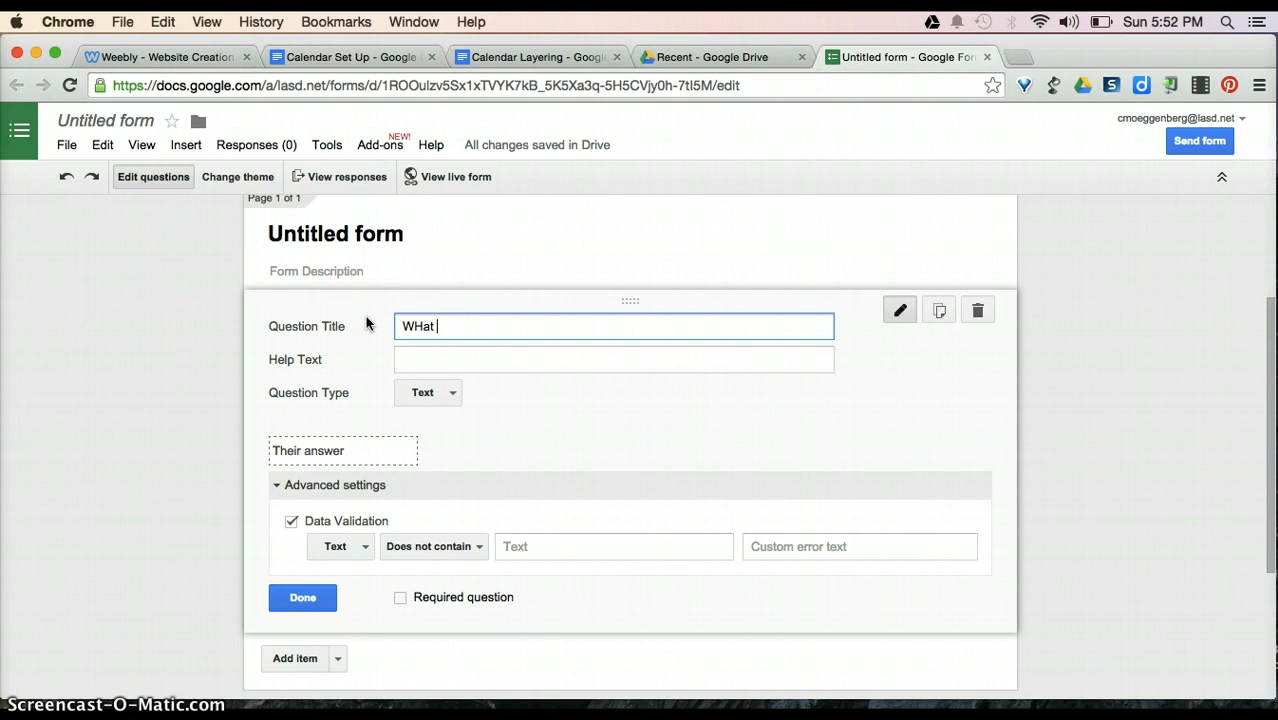 Chrome File Edit View History Bookmarks Window Help Sun 5:52 PM
Weebly - Website Creation Calendar Set Up - Google Calendar Layering - Google Recent - Google Drive Untitled form - Google For
https://docs.google.com/a/lasd.net/forms/d/1ROOulzv5Sx1xTVYK7kB_5K5Xa3q-5H5CVjy0h-7tI5M/edit
Untitled form cmoeggenberg@lasd.net
NEW!
File Edit View Insert Responses (0) Tools Add-ons Help All changes saved in Drive Send form
Edit questions Change theme View responses View live form
Page 1 of 1
Untitled form
Form Description
Question Title WHat
Help Text
Question Type Text
Their answer
Advanced settings
Data Validation
Text Does not contain Text Custom error text
Done Required question
Add item
Screencast-O-Matic.com